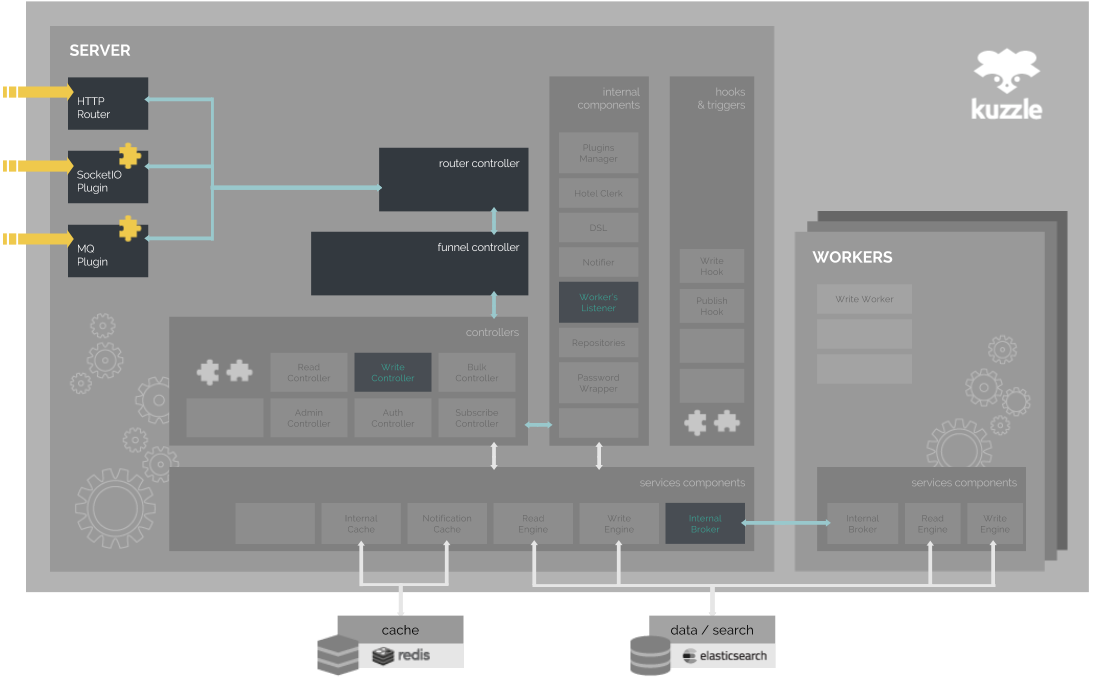 SERVER
HTTP
Router
SocketIO
Plugin
MQ
Plugin
router controller
funnel controller
controllers
Read
Controller
Write
Controller
Bulk
Controller
Admin
Controller
Auth
Controller
Subscribe
Controller
internal
components
Plugins
Manager
Hotel Clerk
DSL
Notifier
Worker's
Listener
Repositories
Password
Wrapper
hooks
& triggers
Write
Hook
Publish
Hook
services components
Internal
Cache
Notification
Cache
Read
Engine
Write
Engine
Internal
Broker
kuzzle
WORKERS
Write Worker
services components
Internal
Broker
Read
Engine
Write
Engine
cache
redis
data / search
elasticsearch